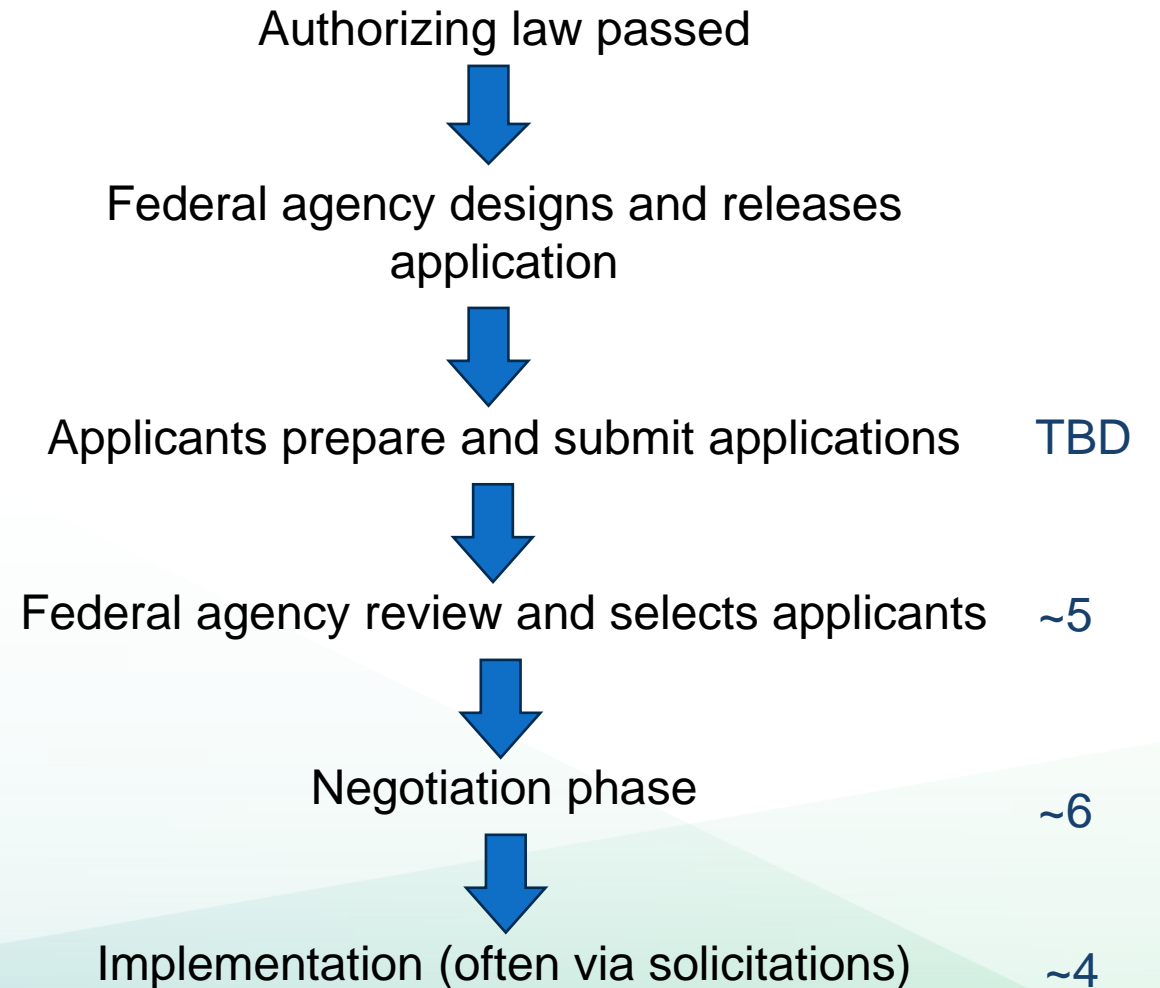 Authorizing law passed
Federal agency designs and releases
application
Applicants prepare and submit applications TBD
Federal agency review and selects applicants ~5
Negotiation phase ~6
Implementation (often via solicitations) ~4